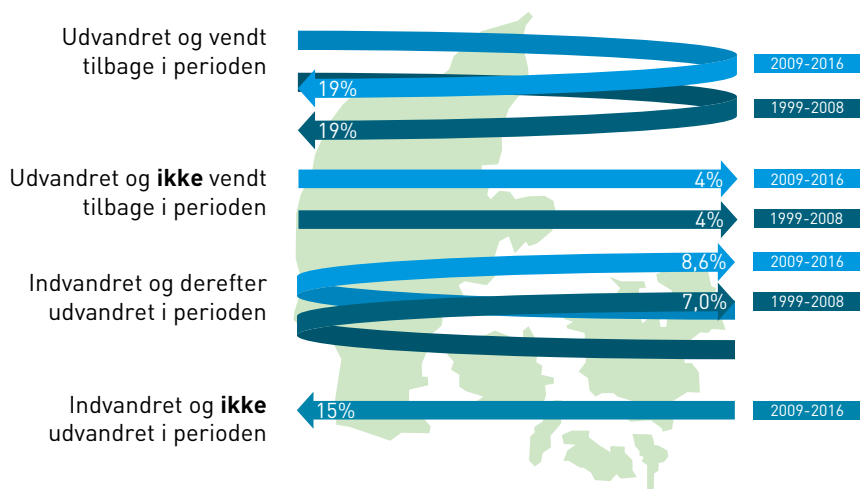 Udvandret og vendt
tilbage i perioden
2009-2016
19%
1999-2008
19%
Udvandret og ikke vendt
tilbage i perioden
4%
2009-2016
4%
1999-2008
Indvandret og derefter
udvandret i perioden
8,6%
2009-2016
7,0%
1999-2008
Indvandret og ikke
udvandret i perioden
15%
2009-2016